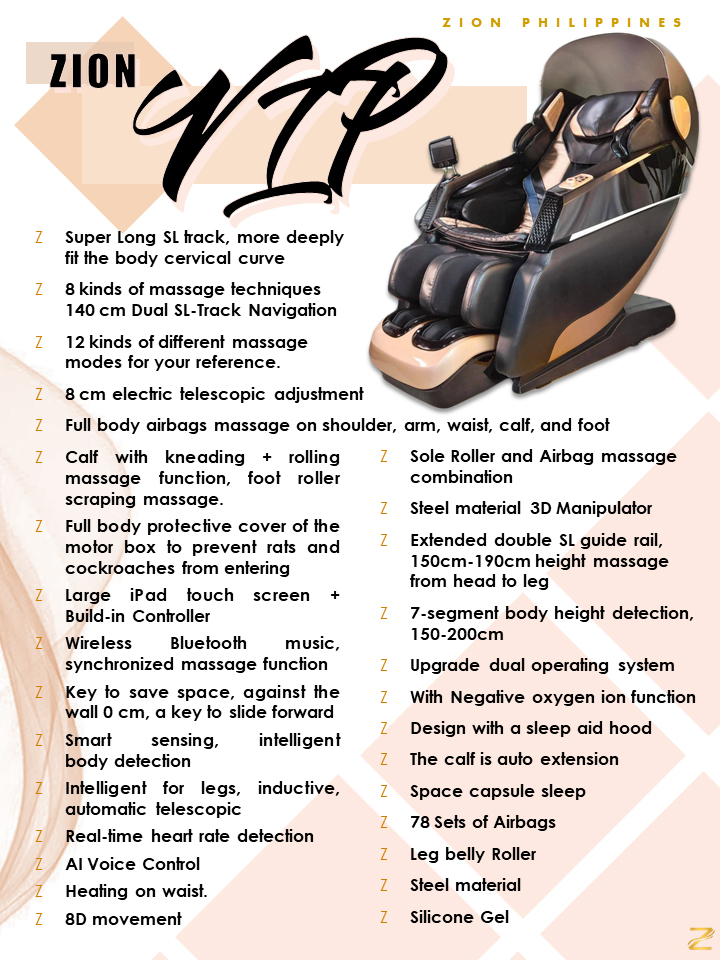 ZION PHILIPPINES
ZION
VIP
Z Super Long SL track, more deeply
fit the body cervical curve
Z 8 kinds of massage techniques
140 cm Dual SL-Track Navigation
Z 12 kinds of different massage
modes for your reference.
Z 8 cm electric telescopic adjustment
Z Full body airbags massage on shoulder, arm, waist, calf, and foot
Z Calf with kneading + rolling
massage function, foot roller
scraping massage.
Z Full body protective cover of the
motor box to prevent rats and
cockroaches from entering
Z Large iPad touch screen +
Build-in Controller
Z Wireless Bluetooth music,
synchronized massage function
Z Key to save space, against the
wall 0 cm, a key to slide forward
Z Smart sensing, intelligent
body detection
Z Intelligent for legs, inductive,
automatic telescopic
Z Real-time heart rate detection
Z AI Voice Control
Z Heating on waist.
Z 8D movement
Z Sole Roller and Airbag massage
combination
Z Steel material 3D Manipulator
Z Extended double SL guide rail,
150cm-190cm height massage
from head to leg
Z 7-segment body height detection,
150-200cm
Z Upgrade dual operating system
Z With Negative oxygen ion function
Z Design with a sleep aid hood
Z The calf is auto extension
Z Space capsule sleep
Z 78 Sets of Airbags
Z Leg belly Roller
Z Steel material
Z Silicone Gel
Z